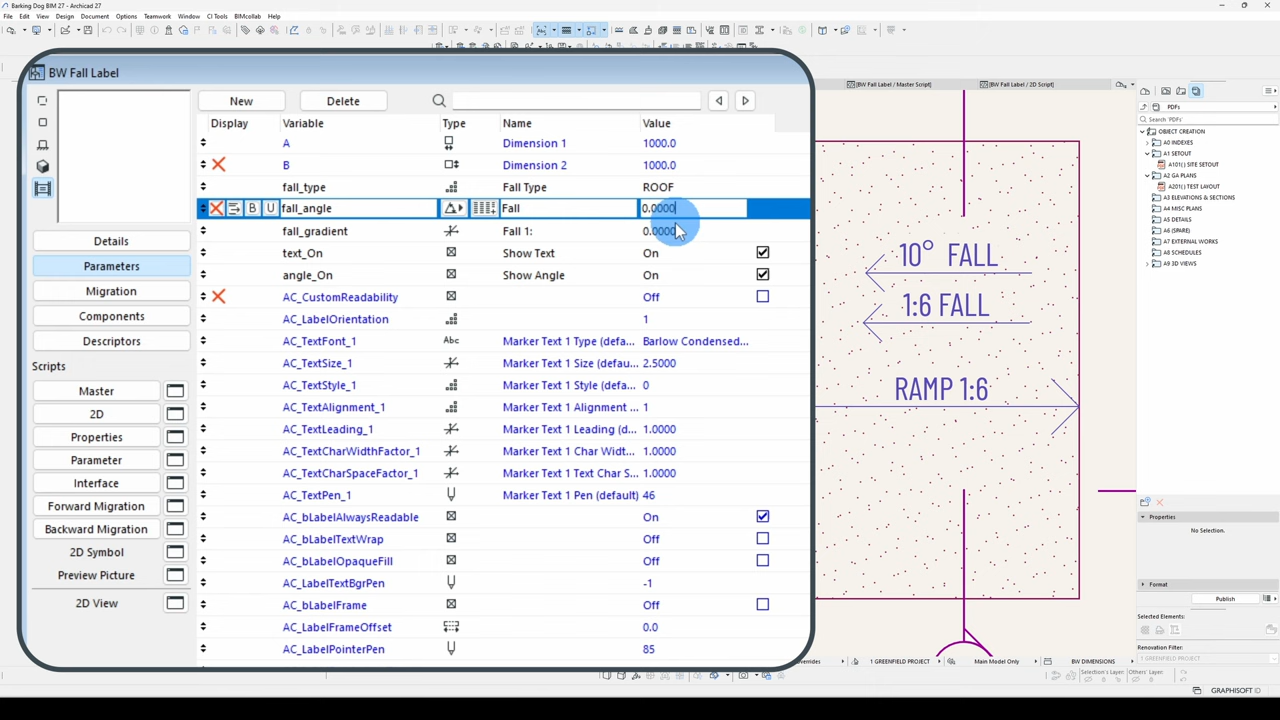 Barking Dog BIM 27 - Archicad 27
File Edit View Design Document Options Teamwork Window CI Tools BIMcollab Help
[BW Fall Label / Master Script] [BW Fall Label / 2D Script]
BW Fall Label
New Delete
Display Variable Type Name Value
A Dimension 1 1000.0
B Dimension 2 1000.0
fall_type Fall Type ROOF
B U fall_angle Fall 0.0000
fall_gradient Fall 1: 0.0000
text_On Show Text On
angle_On Show Angle On
AC_CustomReadability Off
AC_LabelOrientation 1
AC_TextFont_1 Abc Marker Text 1 Type (defa... Barlow Condensed...
AC_TextSize_1 Marker Text 1 Size (defau... 2.5000
AC_TextStyle_1 Marker Text 1 Style (defa... 0
AC_TextAlignment_1 Marker Text 1 Alignment ... 1
AC_TextLeading_1 Marker Text 1 Leading (d... 1.0000
AC_TextCharWidthFactor_1 Marker Text 1 Char Widt... 1.0000
AC_TextCharSpaceFactor_1 Marker Text 1 Text Char S... 1.0000
AC_TextPen_1 Marker Text 1 Pen (default) 46
AC_bLabelAlwaysReadable On
AC_bLabelTextWrap Off
AC_bLabelOpaqueFill Off
AC_LabelTextBgrPen -1
AC_bLabelFrame Off
AC_LabelFrameOffset 0.0
AC_LabelPointerPen 85
Details
Parameters
Migration
Components
Descriptors
Scripts
Master
2D
Properties
Parameter
Interface
Forward Migration
Backward Migration
2D Symbol
Preview Picture
2D View
10° FALL
1:6 FALL
RAMP 1:6
PDFs
Search 'PDFs'
OBJECT CREATION
A0 INDEXES
A1 SETOUT
A101| | SITE SETOUT
A2 GA PLANS
A201| | TEST LAYOUT
A3 ELEVATIONS & SECTIONS
A4 MISC PLANS
A5 DETAILS
A6 (SPARE)
A7 EXTERNAL WORKS
A8 SCHEDULES
A9 3D VIEWS
Properties
No Selection.
Format
Publish
Selected Elements:
Renovation Filter:
1 GREENFIELD PROJECT
1 GREENFIELD PROJECT Main Model Only BW DIMENSIONS
Selection's Layer: Others' Layer:
GRAPHISOFT ID